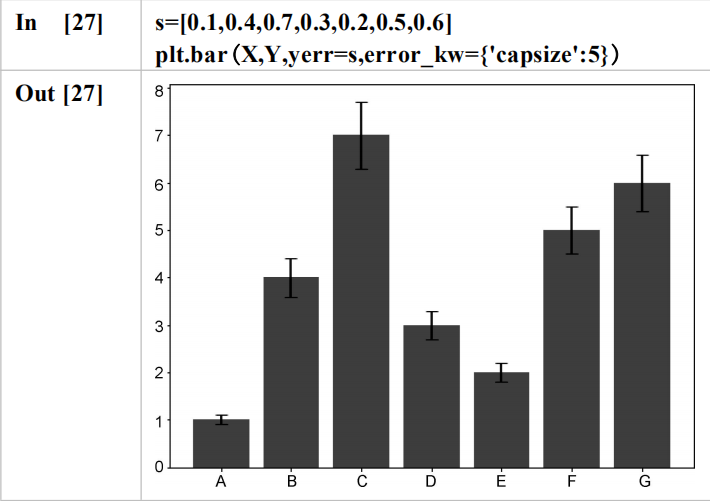 In [27]
s=[0.1,0.4,0.7,0.3,0.2,0.5,0.6]
plt.bar(X,Y,yerr=s,error_kw={'capsize':5})
Out [27]
8
7
6
5
4
3
2
1
0
A B C D E F G